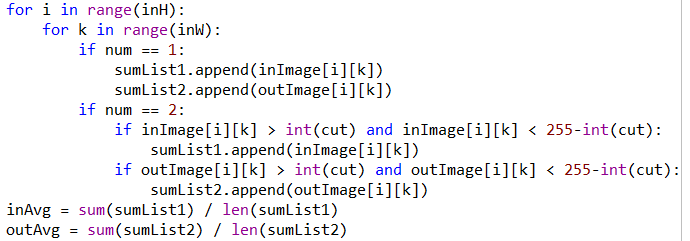 for i in range(inH):
    for k in range(inW):
        if num == 1:
            sumList1.append(inImage[i][k])
            sumList2.append(outImage[i][k])
        if num == 2:
            if inImage[i][k] > int(cut) and inImage[i][k] < 255-int(cut):
                sumList1.append(inImage[i][k])
            if outImage[i][k] > int(cut) and outImage[i][k] < 255-int(cut):
                sumList2.append(outImage[i][k])
inAvg = sum(sumList1) / len(sumList1)
outAvg = sum(sumList2) / len(sumList2)